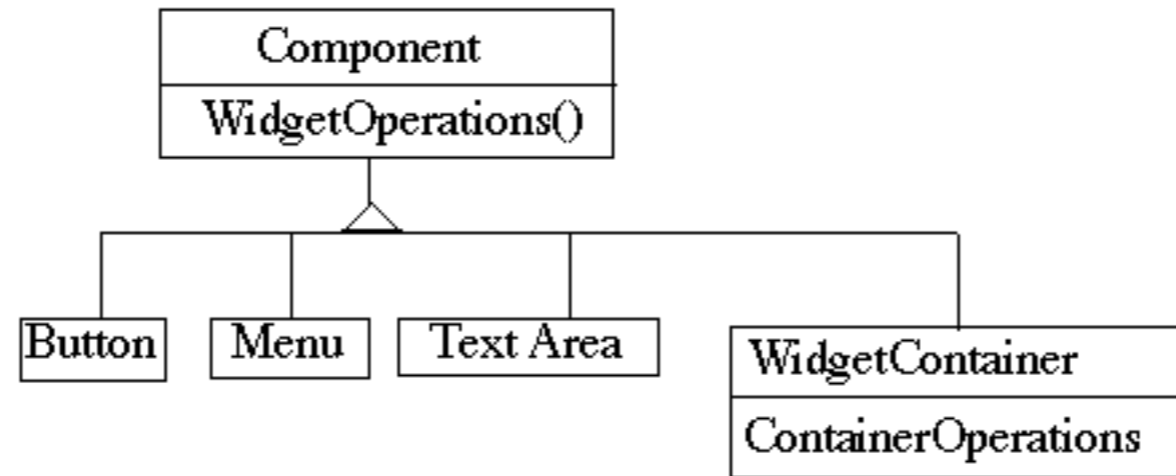 Component
WidgetOperations()
Button
Menu
Text Area
WidgetContainer
ContainerOperations